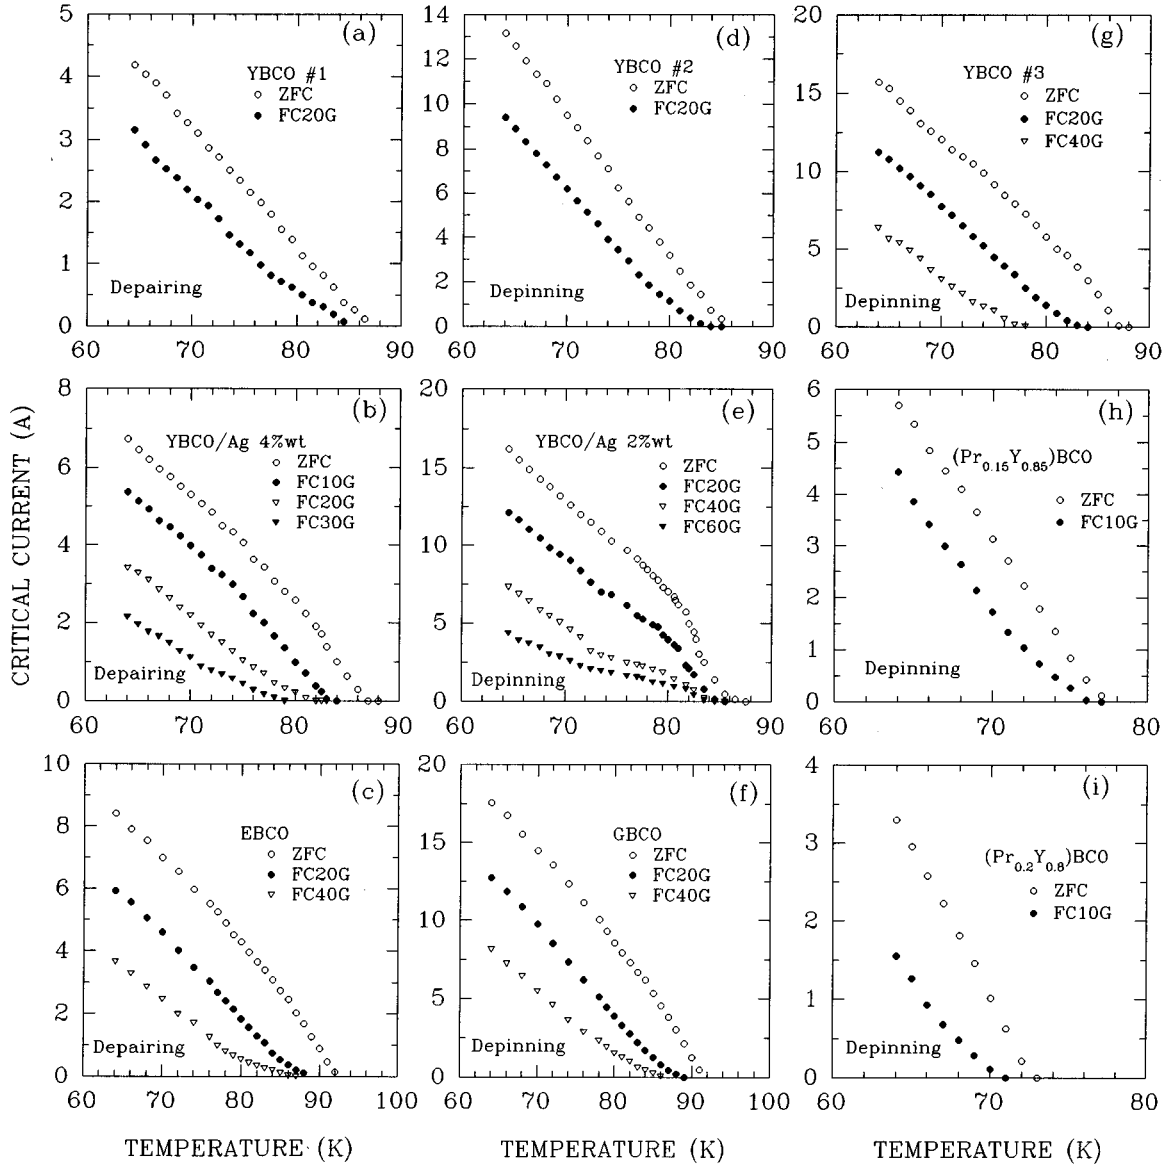 CRITICAL CURRENT (A)
(a)
YBCO #1
ZFC
FC20G
Depairing
5
4
3
2
1
0
60 70 80 90
(d)
YBCO #2
ZFC
FC20G
Depinning
14
12
10
8
6
4
2
0
60 70 80 90
(g)
YBCO #3
ZFC
FC20G
FC40G
Depinning
20
15
10
5
0
60 70 80 90
(b)
YBCO/Ag 4%wt
ZFC
FC10G
FC20G
FC30G
Depairing
8
6
4
2
0
60 70 80 90
(e)
YBCO/Ag 2%wt
ZFC
FC20G
FC40G
FC60G
Depinning
20
15
10
5
0
60 70 80 90
(h)
(Pr0.15Y0.85)BCO
ZFC
FC10G
Depinning
6
5
4
3
2
1
0
60 70 80
(c)
EBCO
ZFC
FC20G
FC40G
Depairing
10
8
6
4
2
0
60 70 80 90 100
TEMPERATURE (K)
(f)
GBCO
ZFC
FC20G
FC40G
Depinning
20
15
10
5
0
60 70 80 90 100
TEMPERATURE (K)
(i)
(Pr0.2Y0.8)BCO
ZFC
FC10G
Depinning
4
3
2
1
0
60 70 80
TEMPERATURE (K)